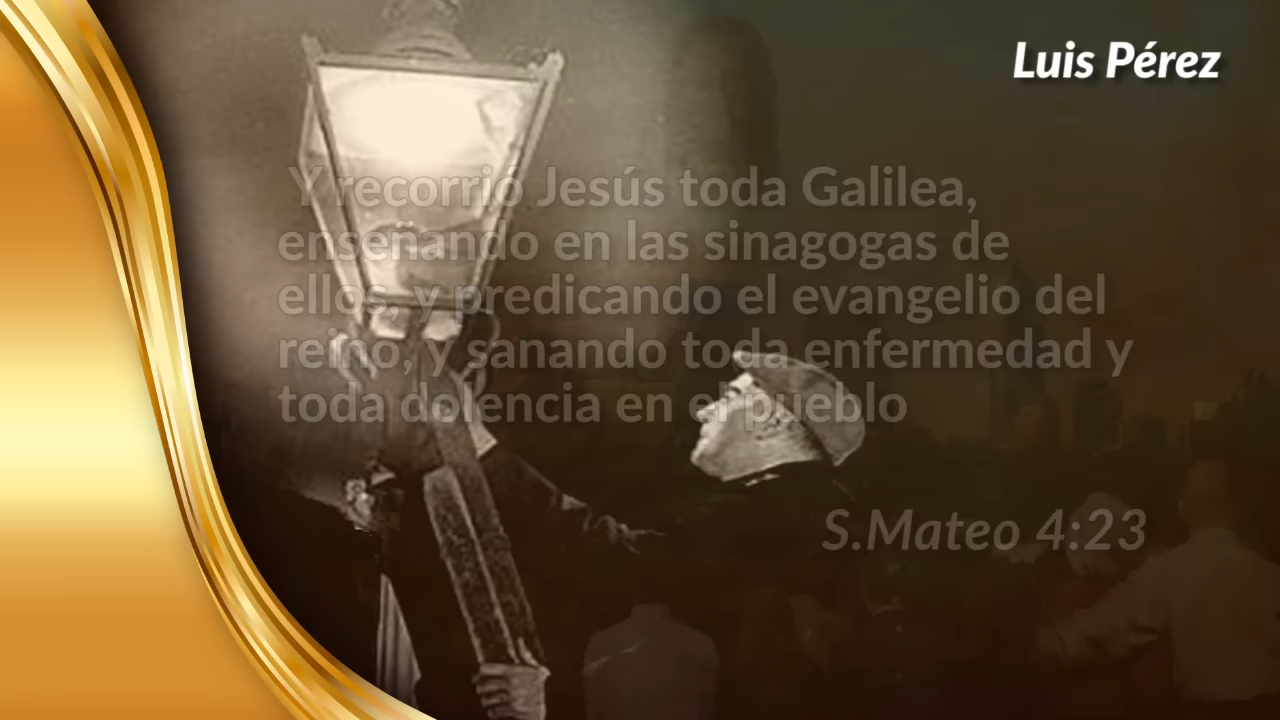 Luis Pérez
Y recorrió Jesús toda Galilea,
enseñando en las sinagogas de
ellos, y predicando el evangelio del
reino, y sanando toda enfermedad y
toda dolencia en el pueblo
S.Mateo 4:23